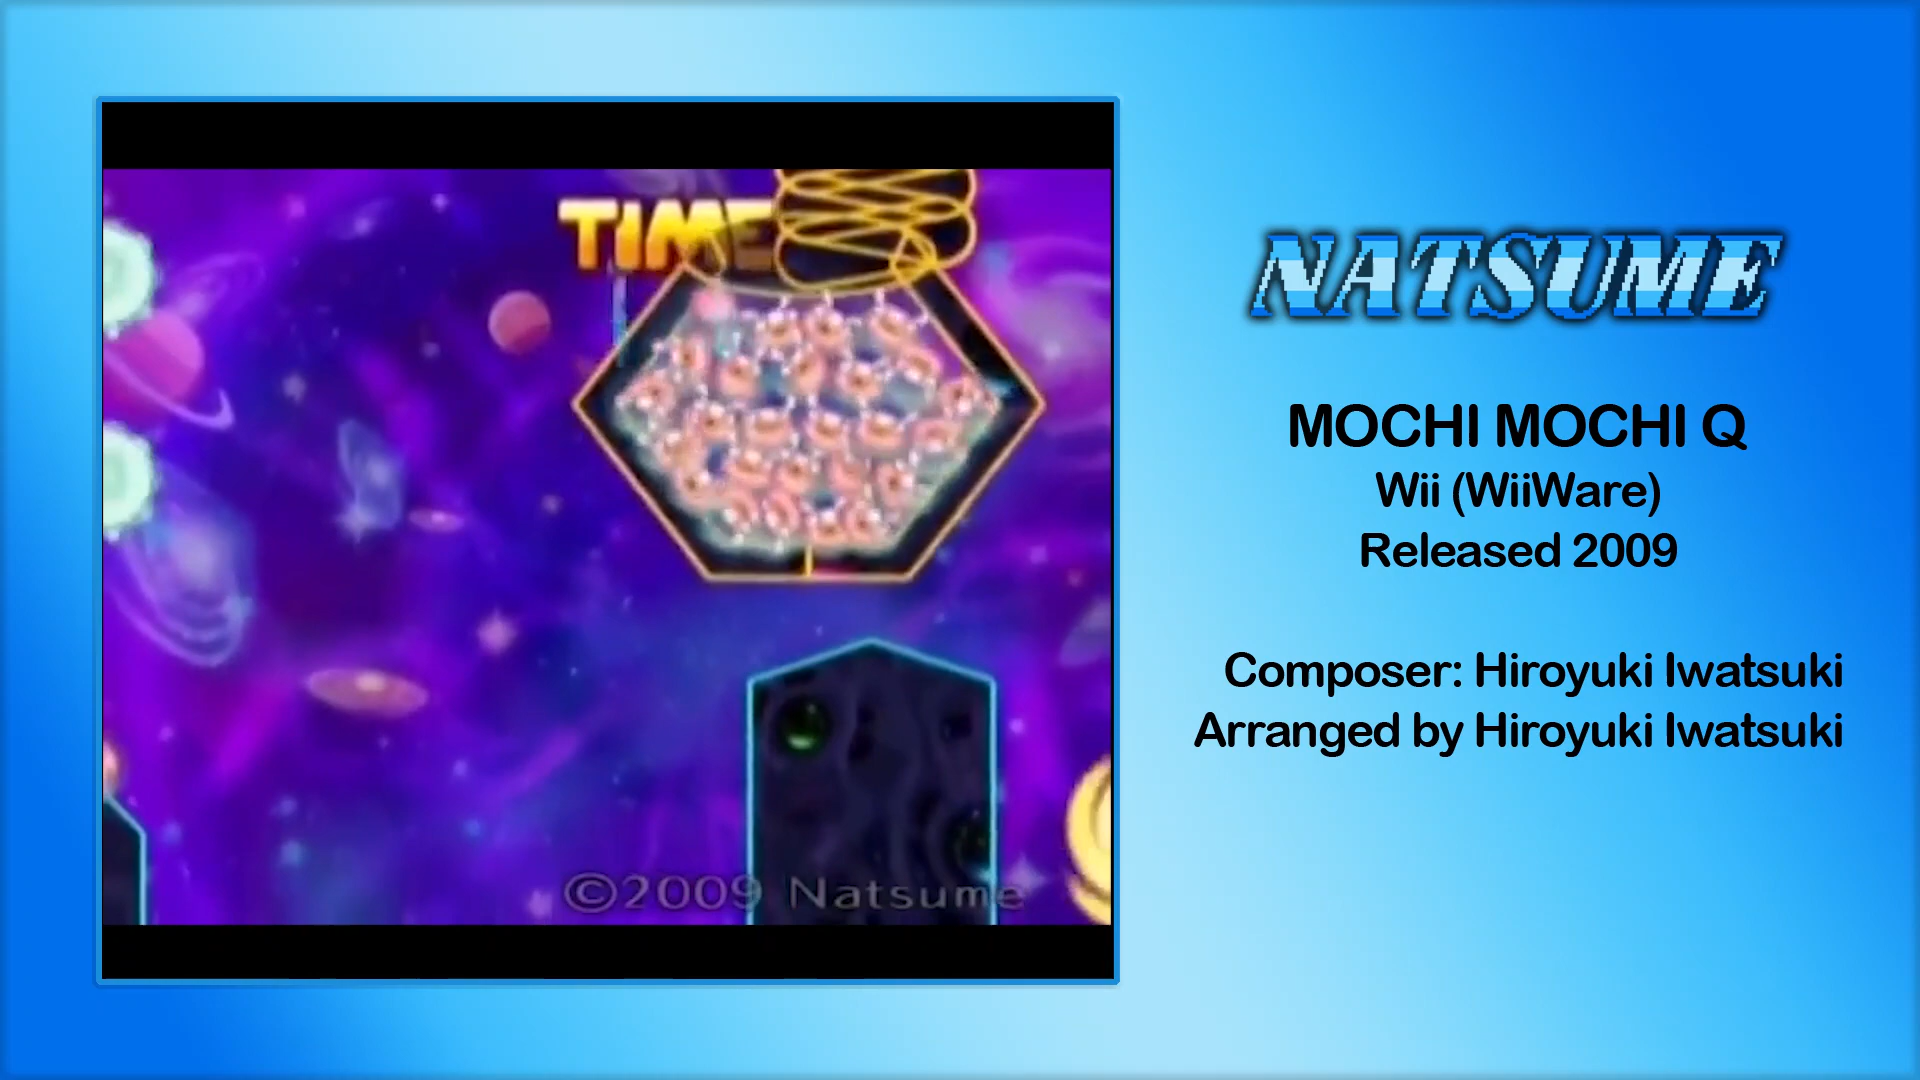 TIME
©2009 Natsume
NATSUME
MOCHI MOCHI Q
Wii (WiiWare)
Released 2009
Composer: Hiroyuki Iwatsuki
Arranged by Hiroyuki Iwatsuki